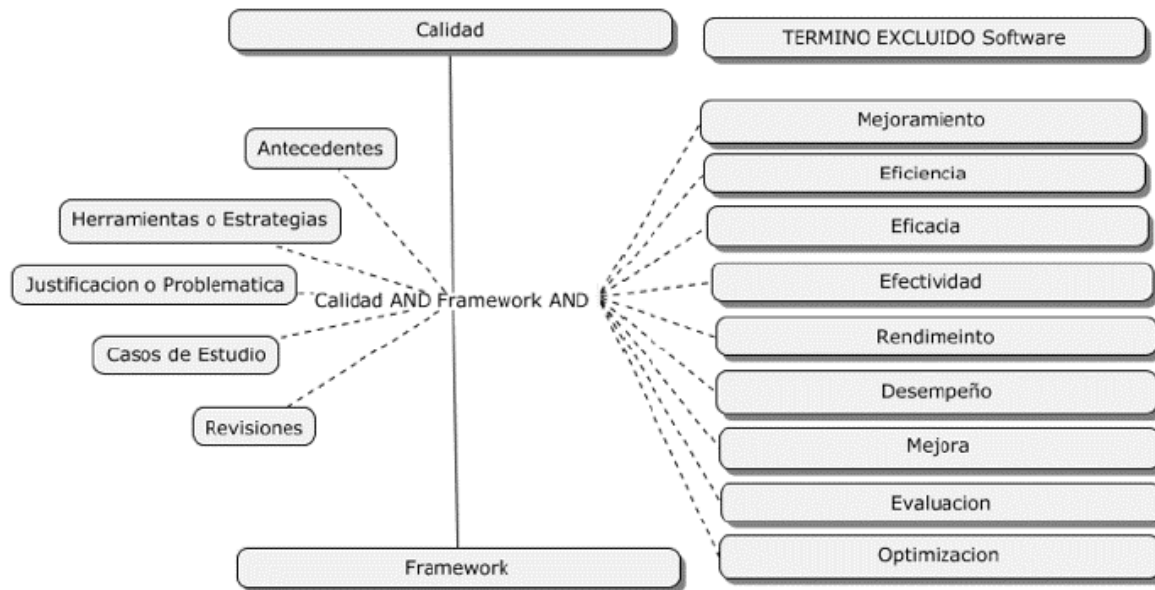 Calidad
TERMINO EXCLUIDO Software
Antecedentes
Herramientas o Estrategias
Justificacion o Problematica
Calidad AND Framework AND
Casos de Estudio
Revisiones
Framework
Mejoramiento
Eficiencia
Eficacia
Efectividad
Rendimeinto
Desempeño
Mejora
Evaluacion
Optimizacion